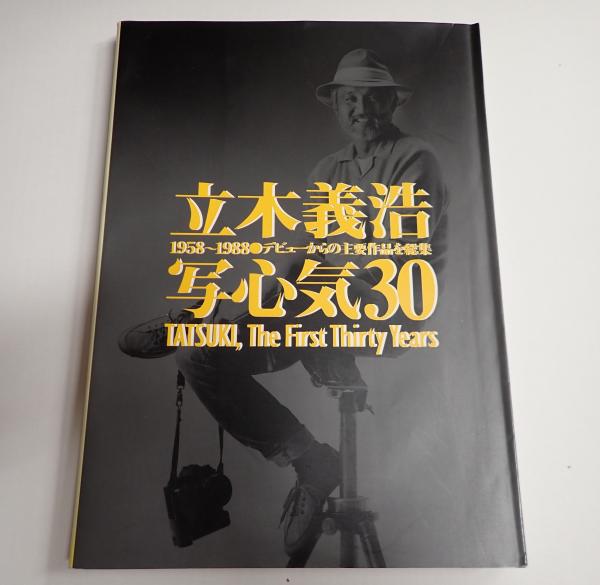 立木義浩
1958～1988●デビューからの主要作品を総集
写心気30
TATSUKI, The First Thirty Years